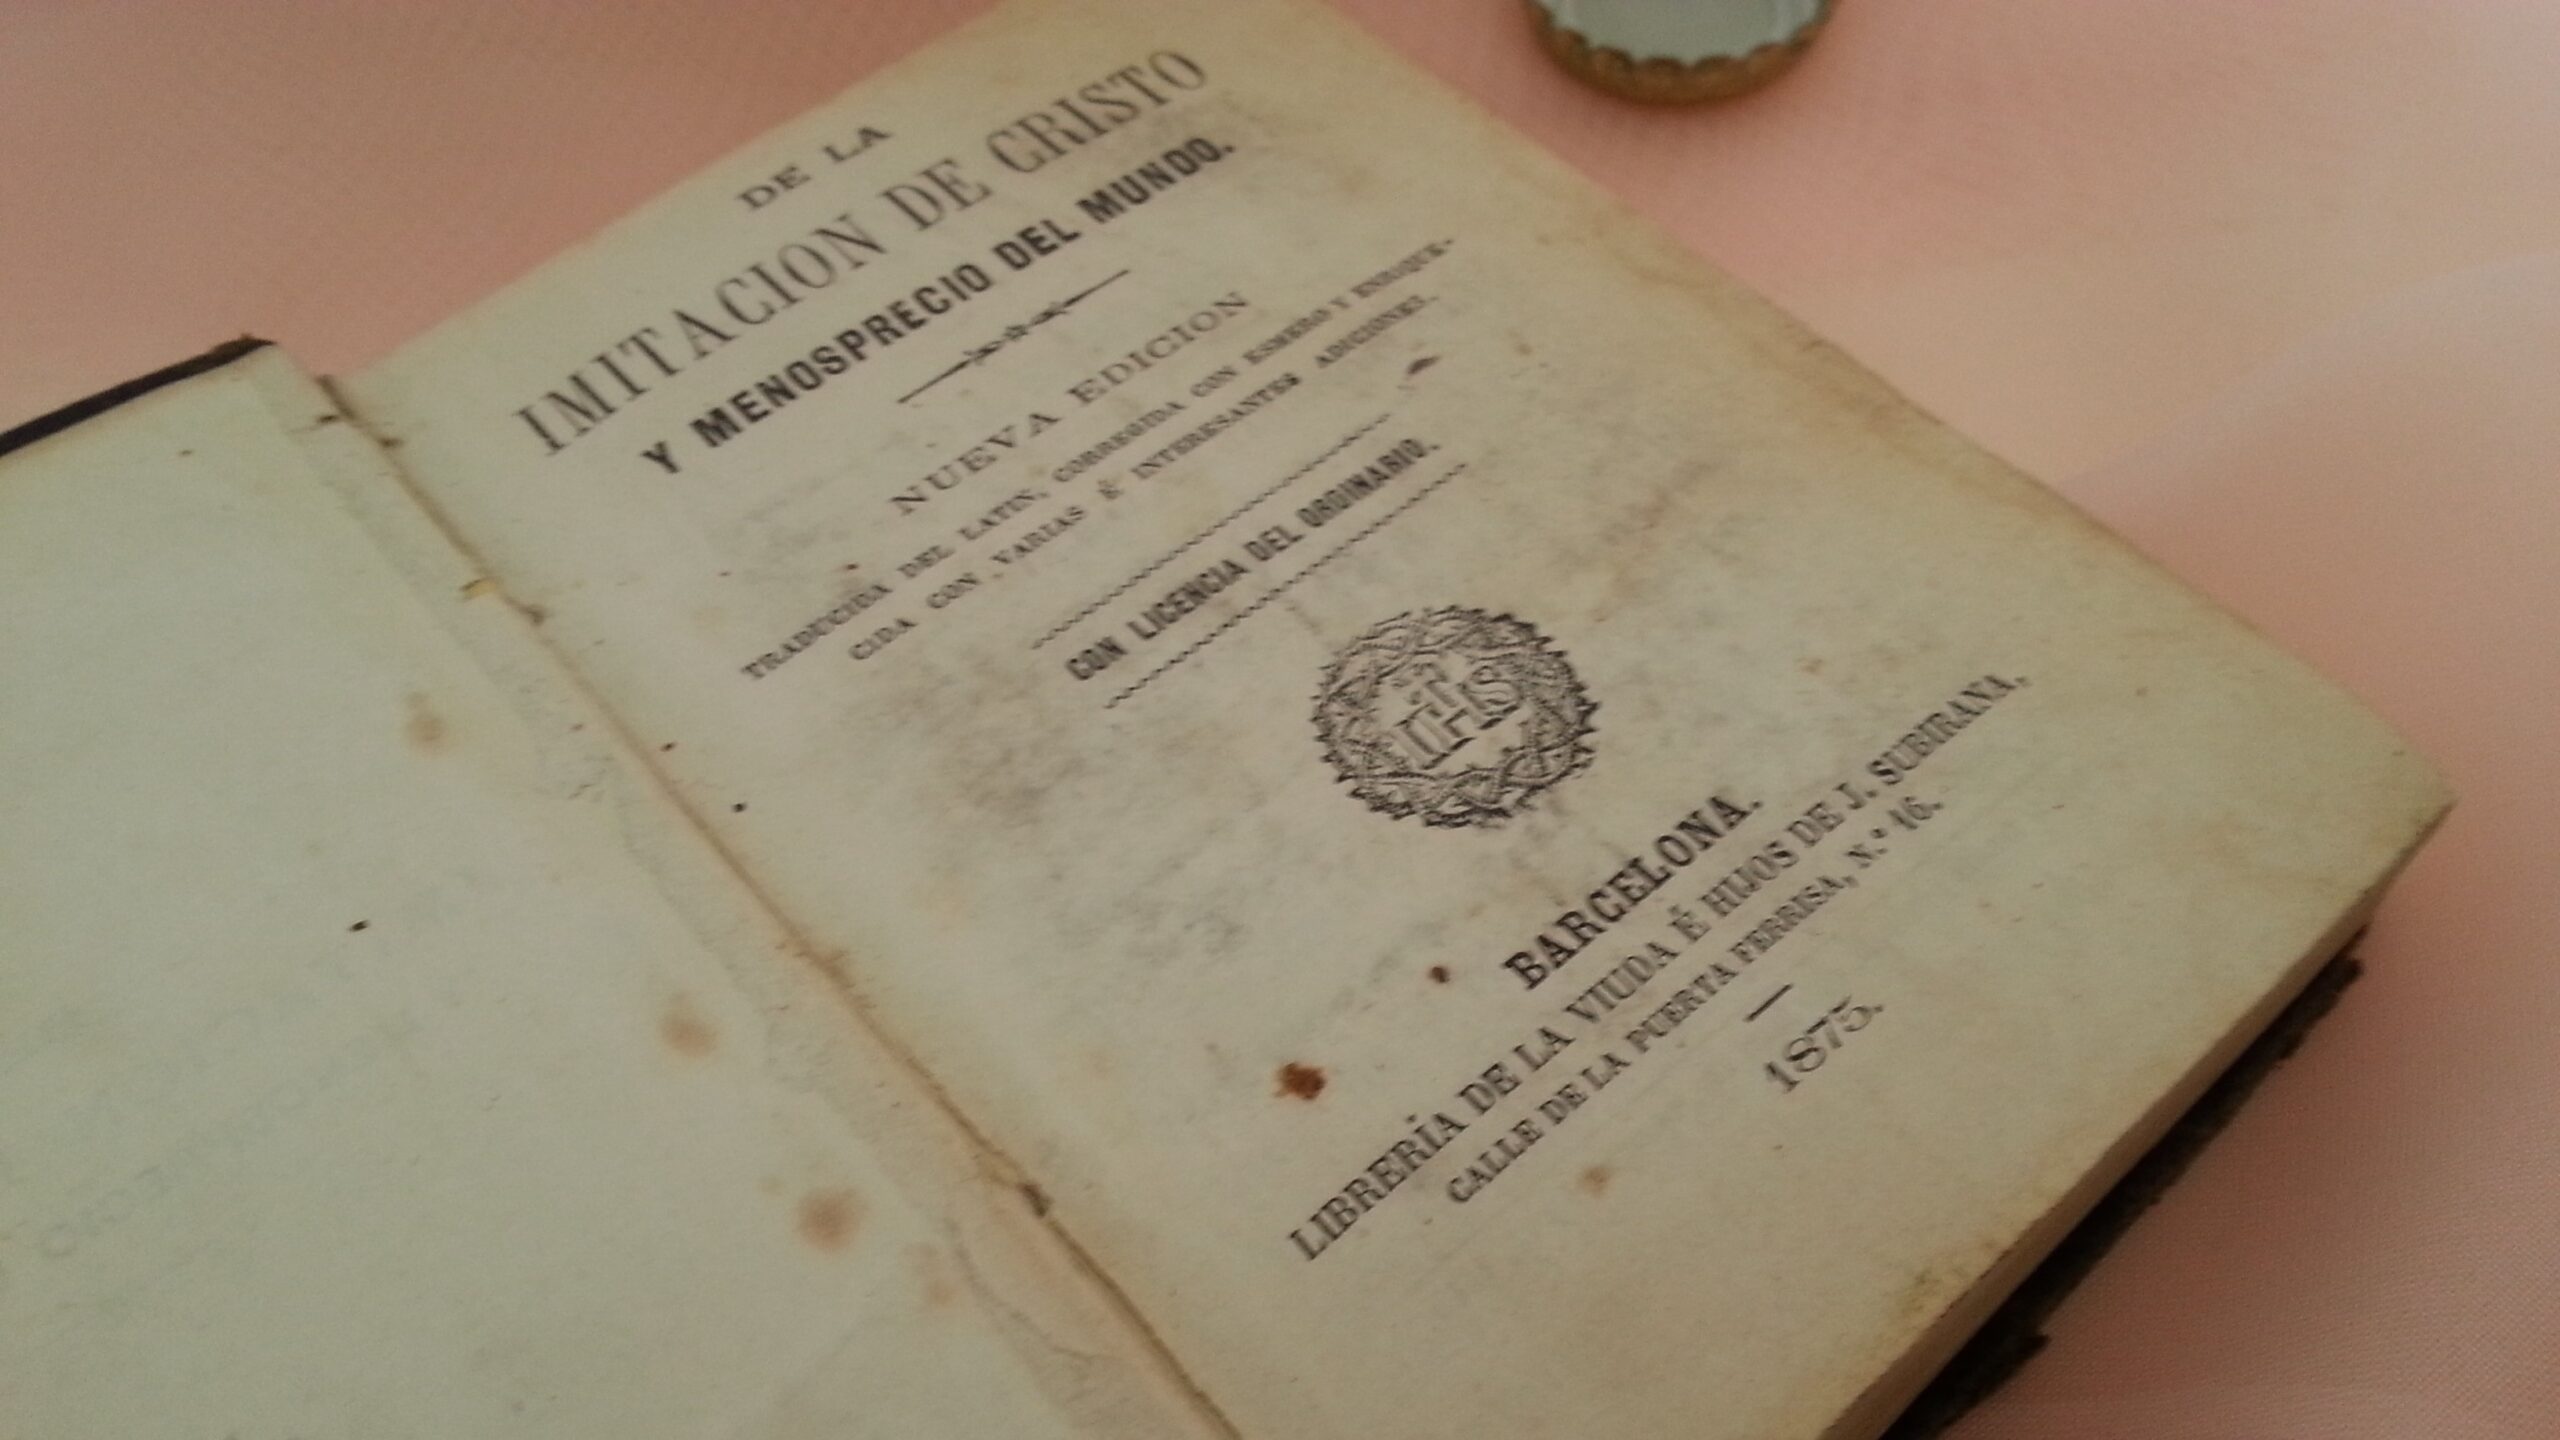 DE LA
IMITACION DE CRISTO
Y MENOSPRECIO DEL MUNDO.
NUEVA EDICION
TRADUCIDA DEL LATIN, CORREGIDA CON ESMERO Y ENRIQUE-
CIDA CON VARIAS É INTERESANTES ADICIONES.
CON LICENCIA DEL ORDINARIO.
IHS
BARCELONA.
LIBRERÍA DE LA VIUDA É HIJOS DE J. SUBIRANA,
CALLE DE LA PUERTA FERRISA, N.° 16.
1875.